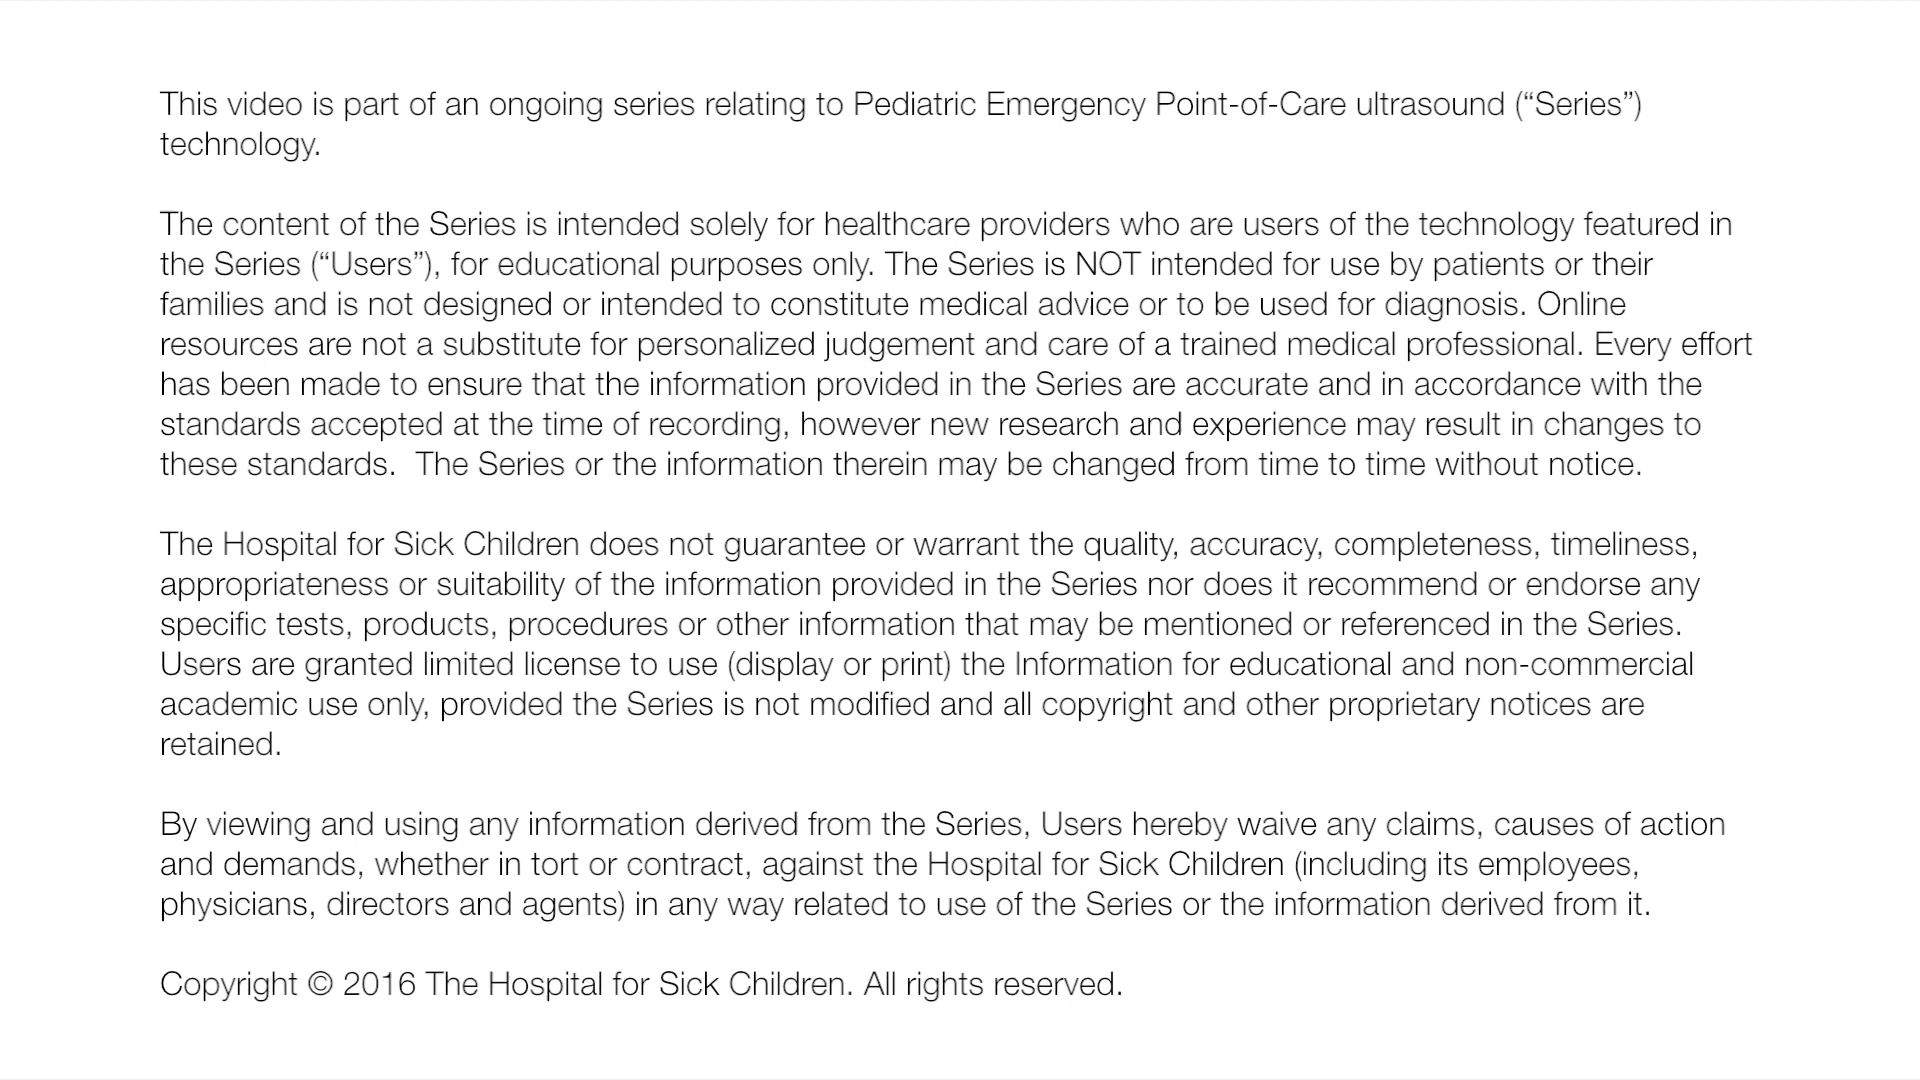 This video is part of an ongoing series relating to Pediatric Emergency Point-of-Care ultrasound (“Series”)
technology.
The content of the Series is intended solely for healthcare providers who are users of the technology featured in
the Series (“Users”), for educational purposes only. The Series is NOT intended for use by patients or their
families and is not designed or intended to constitute medical advice or to be used for diagnosis. Online
resources are not a substitute for personalized judgement and care of a trained medical professional. Every effort
has been made to ensure that the information provided in the Series are accurate and in accordance with the
standards accepted at the time of recording, however new research and experience may result in changes to
these standards.  The Series or the information therein may be changed from time to time without notice.
The Hospital for Sick Children does not guarantee or warrant the quality, accuracy, completeness, timeliness,
appropriateness or suitability of the information provided in the Series nor does it recommend or endorse any
specific tests, products, procedures or other information that may be mentioned or referenced in the Series.
Users are granted limited license to use (display or print) the Information for educational and non-commercial
academic use only, provided the Series is not modified and all copyright and other proprietary notices are
retained.
By viewing and using any information derived from the Series, Users hereby waive any claims, causes of action
and demands, whether in tort or contract, against the Hospital for Sick Children (including its employees,
physicians, directors and agents) in any way related to use of the Series or the information derived from it.
Copyright © 2016 The Hospital for Sick Children. All rights reserved.